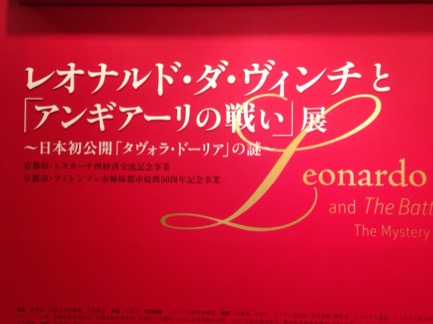 レオナルド・ダ・ヴィンチと
「アンギアーリの戦い」展
～日本初公開「タヴォラ・ドーリア」の謎～
京都府・トスカーナ州経済交流記念事業
京都市・フィレンツェ市姉妹都市提携50周年記念事業
Leonardo
and The Batt
The Mystery